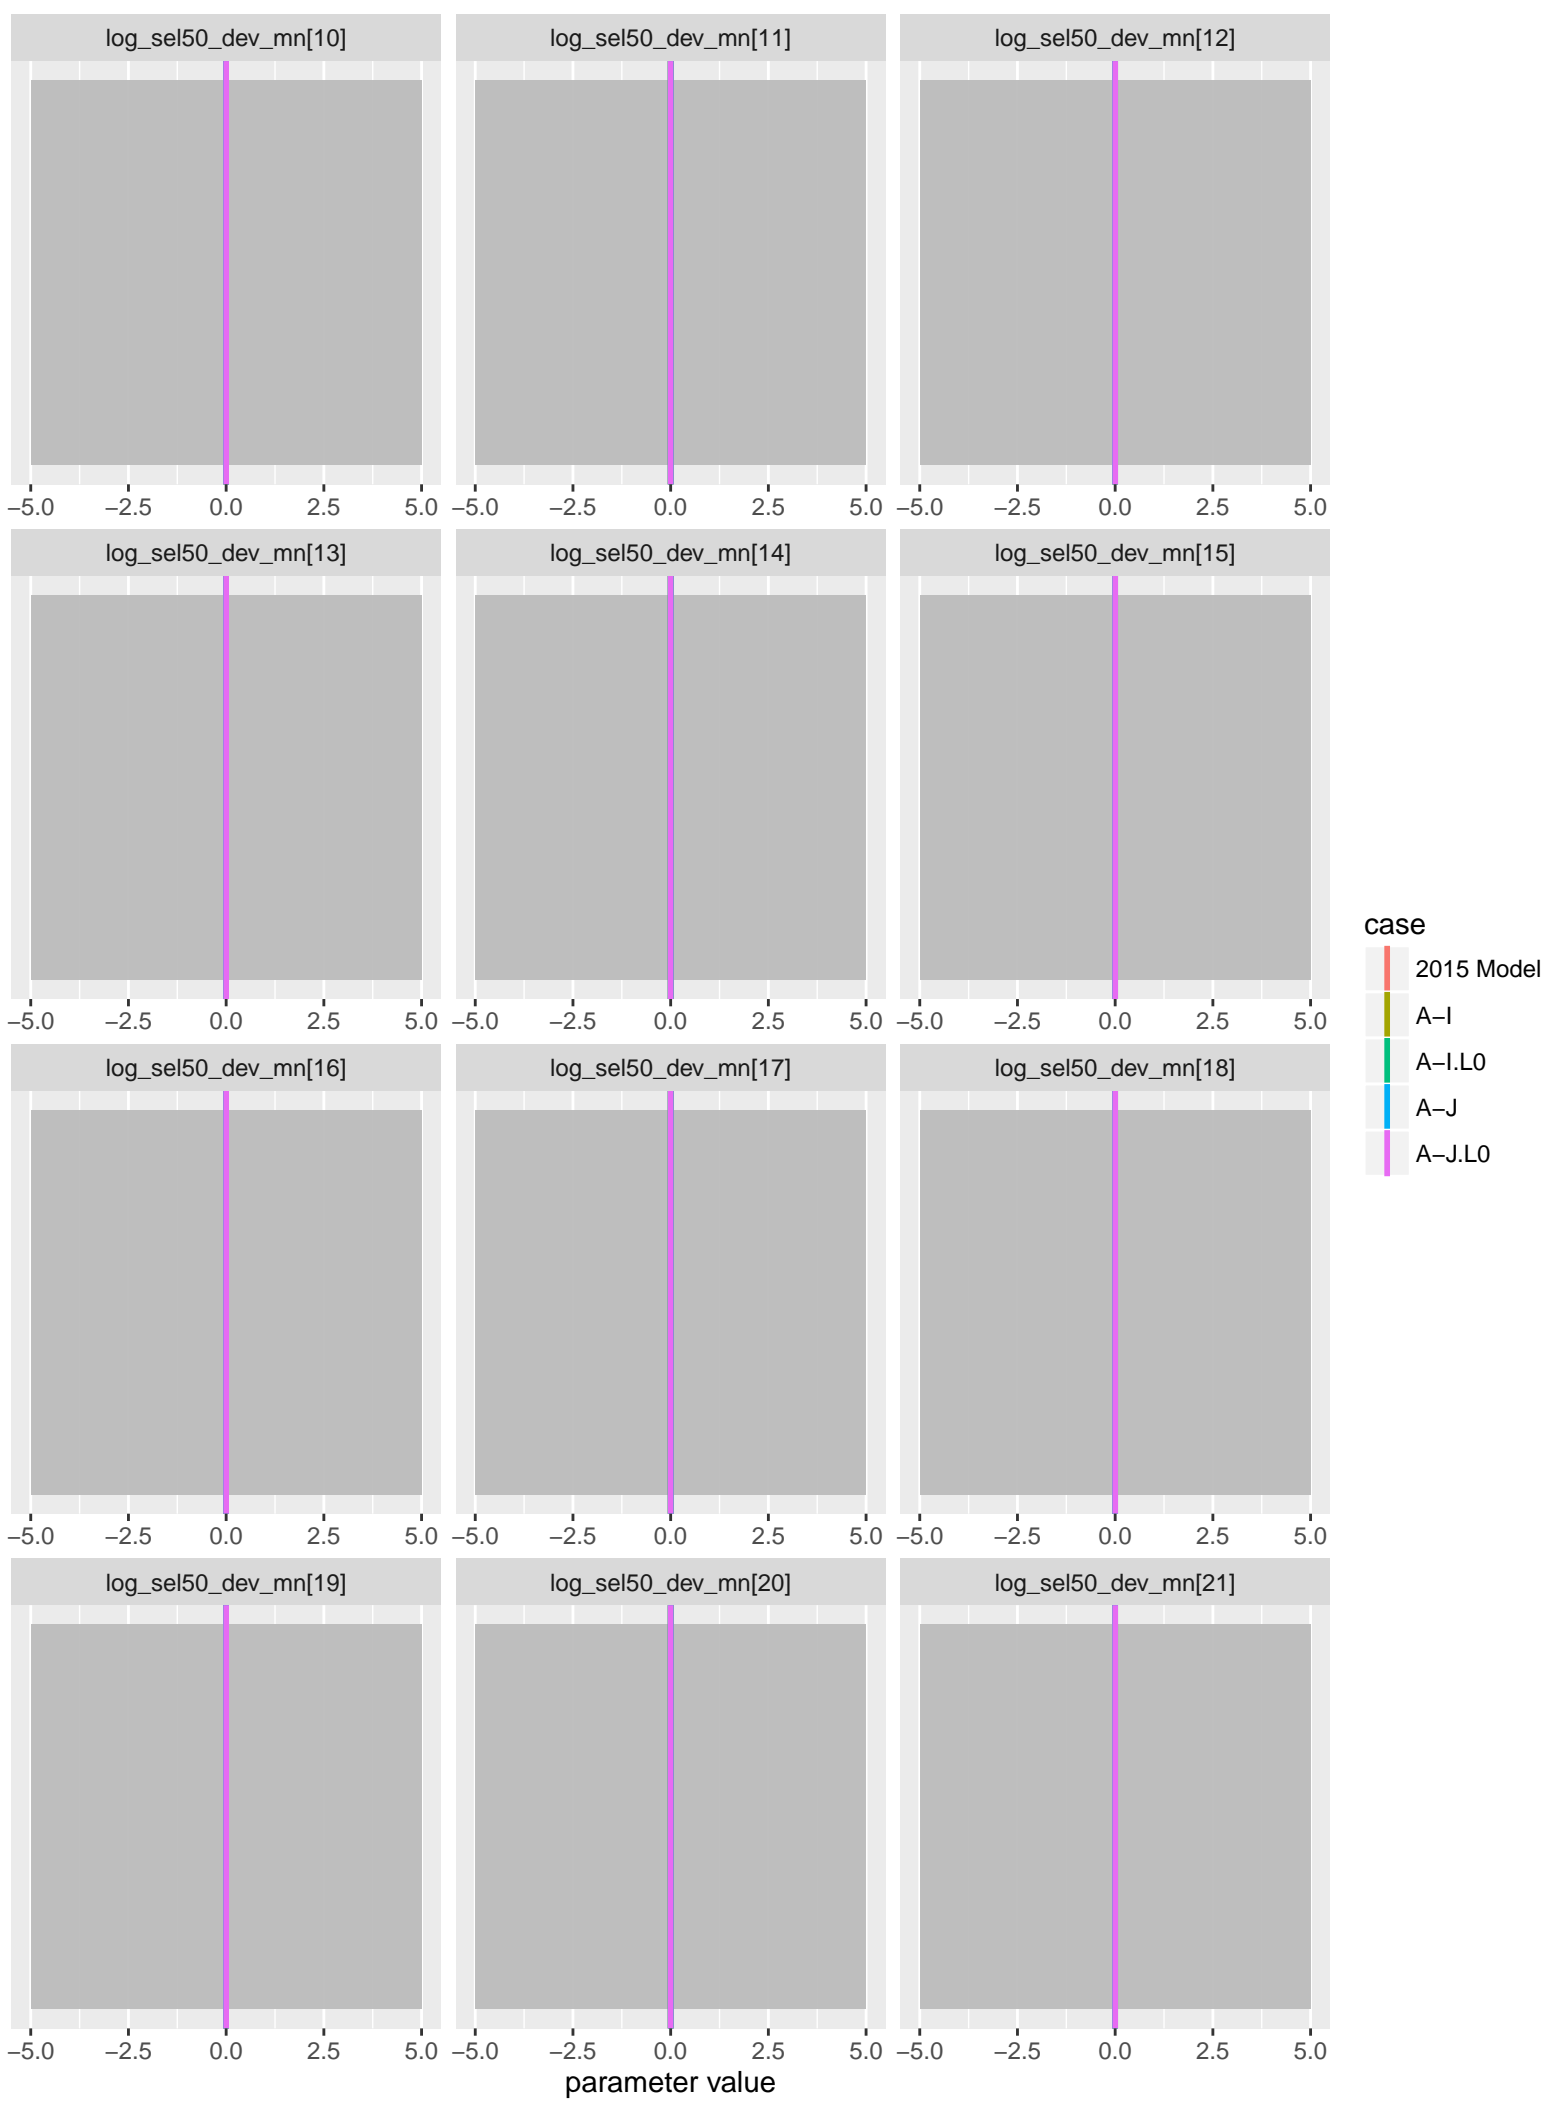 log_sel50_dev_mn[10] log_sel50_dev_mn[11] log_sel50_dev_mn[12]
−5.0 −2.5 0.0 2.5 5.0 −5.0 −2.5 0.0 2.5 5.0 −5.0 −2.5 0.0 2.5 5.0
log_sel50_dev_mn[13] log_sel50_dev_mn[14] log_sel50_dev_mn[15]
−5.0 −2.5 0.0 2.5 5.0 −5.0 −2.5 0.0 2.5 5.0 −5.0 −2.5 0.0 2.5 5.0
log_sel50_dev_mn[16] log_sel50_dev_mn[17] log_sel50_dev_mn[18]
−5.0 −2.5 0.0 2.5 5.0 −5.0 −2.5 0.0 2.5 5.0 −5.0 −2.5 0.0 2.5 5.0
log_sel50_dev_mn[19] log_sel50_dev_mn[20] log_sel50_dev_mn[21]
−5.0 −2.5 0.0 2.5 5.0 −5.0 −2.5 0.0 2.5 5.0 −5.0 −2.5 0.0 2.5 5.0
parameter value
case
2015 Model
A−I
A−I.L0
A−J
A−J.L0